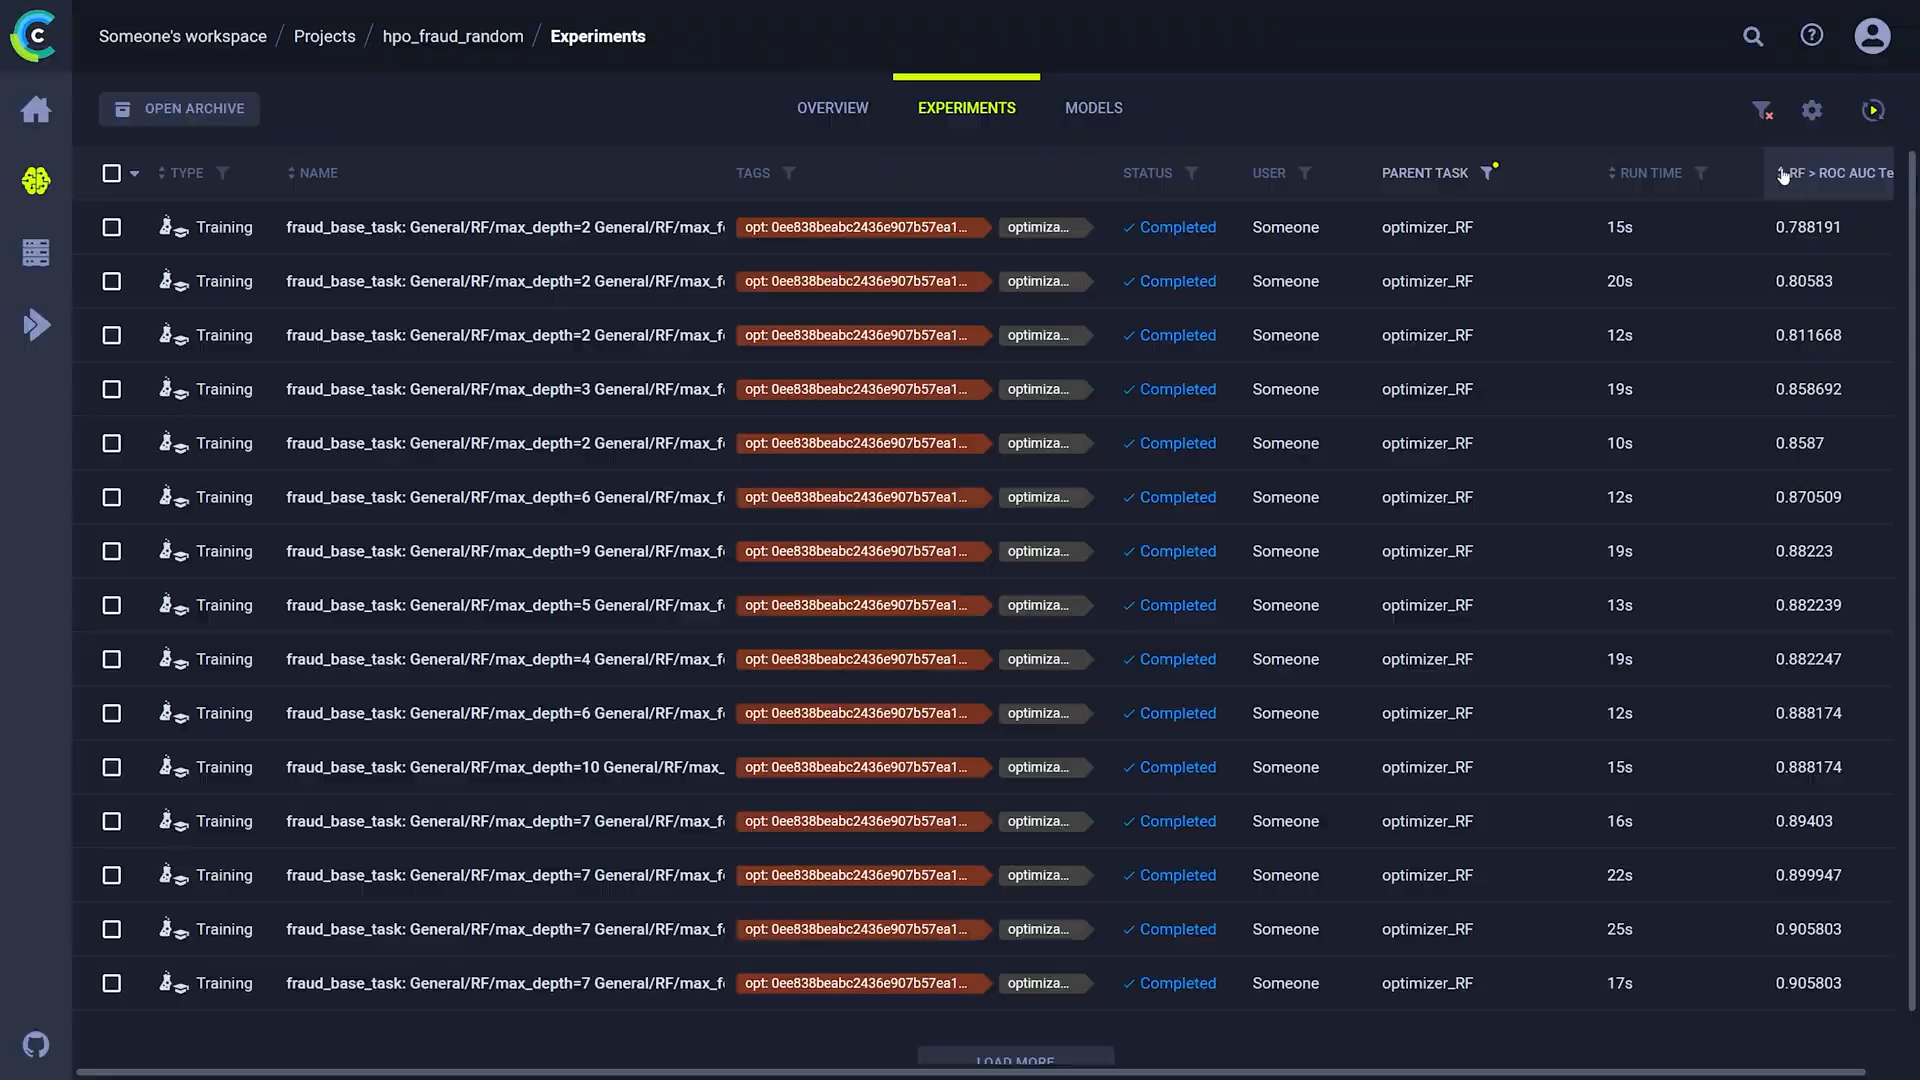 Someone's workspace / Projects / hpo_fraud_random / Experiments
OPEN ARCHIVE
OVERVIEW EXPERIMENTS MODELS
TYPE NAME TAGS STATUS USER PARENT TASK RUN TIME RF > ROC AUC Te
Training fraud_base_task: General/RF/max_depth=2 General/RF/max_f opt: 0ee838beabc2436e907b57ea1... optimiza... Completed Someone optimizer_RF 15s 0.788191
Training fraud_base_task: General/RF/max_depth=2 General/RF/max_f opt: 0ee838beabc2436e907b57ea1... optimiza... Completed Someone optimizer_RF 20s 0.80583
Training fraud_base_task: General/RF/max_depth=2 General/RF/max_f opt: 0ee838beabc2436e907b57ea1... optimiza... Completed Someone optimizer_RF 12s 0.811668
Training fraud_base_task: General/RF/max_depth=3 General/RF/max_f opt: 0ee838beabc2436e907b57ea1... optimiza... Completed Someone optimizer_RF 19s 0.858692
Training fraud_base_task: General/RF/max_depth=2 General/RF/max_f opt: 0ee838beabc2436e907b57ea1... optimiza... Completed Someone optimizer_RF 10s 0.8587
Training fraud_base_task: General/RF/max_depth=6 General/RF/max_f opt: 0ee838beabc2436e907b57ea1... optimiza... Completed Someone optimizer_RF 12s 0.870509
Training fraud_base_task: General/RF/max_depth=9 General/RF/max_f opt: 0ee838beabc2436e907b57ea1... optimiza... Completed Someone optimizer_RF 19s 0.88223
Training fraud_base_task: General/RF/max_depth=5 General/RF/max_f opt: 0ee838beabc2436e907b57ea1... optimiza... Completed Someone optimizer_RF 13s 0.882239
Training fraud_base_task: General/RF/max_depth=4 General/RF/max_f opt: 0ee838beabc2436e907b57ea1... optimiza... Completed Someone optimizer_RF 19s 0.882247
Training fraud_base_task: General/RF/max_depth=6 General/RF/max_f opt: 0ee838beabc2436e907b57ea1... optimiza... Completed Someone optimizer_RF 12s 0.888174
Training fraud_base_task: General/RF/max_depth=10 General/RF/max_ opt: 0ee838beabc2436e907b57ea1... optimiza... Completed Someone optimizer_RF 15s 0.888174
Training fraud_base_task: General/RF/max_depth=7 General/RF/max_f opt: 0ee838beabc2436e907b57ea1... optimiza... Completed Someone optimizer_RF 16s 0.89403
Training fraud_base_task: General/RF/max_depth=7 General/RF/max_f opt: 0ee838beabc2436e907b57ea1... optimiza... Completed Someone optimizer_RF 22s 0.899947
Training fraud_base_task: General/RF/max_depth=7 General/RF/max_f opt: 0ee838beabc2436e907b57ea1... optimiza... Completed Someone optimizer_RF 25s 0.905803
Training fraud_base_task: General/RF/max_depth=7 General/RF/max_f opt: 0ee838beabc2436e907b57ea1... optimiza... Completed Someone optimizer_RF 17s 0.905803
LOAD MORE